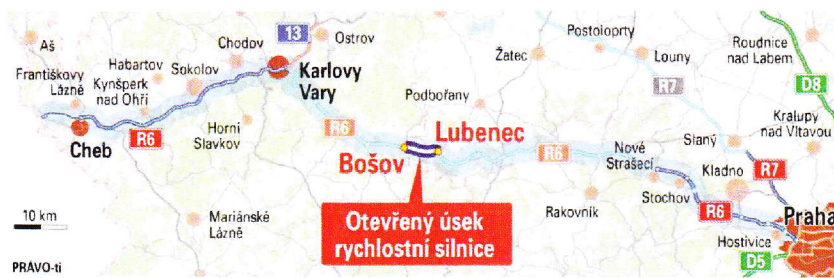 Aš
Františkovy
Lázně
Cheb
Habartov
Kynšperk
nad Ohří
R6
Sokolov
Chodov
Horní
Slavkov
Mariánské
Lázně
13
Ostrov
Karlovy
Vary
R6
Bošov
Lubenec
Podbořany
Žatec
Postoloprty
Louny
R7
R6
Rakovník
Nové
Strašecí
Stochov
Slaný
Kladno
R6
R7
Roudnice
nad Labem
D8
Kralupy
nad Vltavou
Praha
Hostivice
D5
Otevřený úsek
rychlostní silnice
10 km
PRÁVO-ti